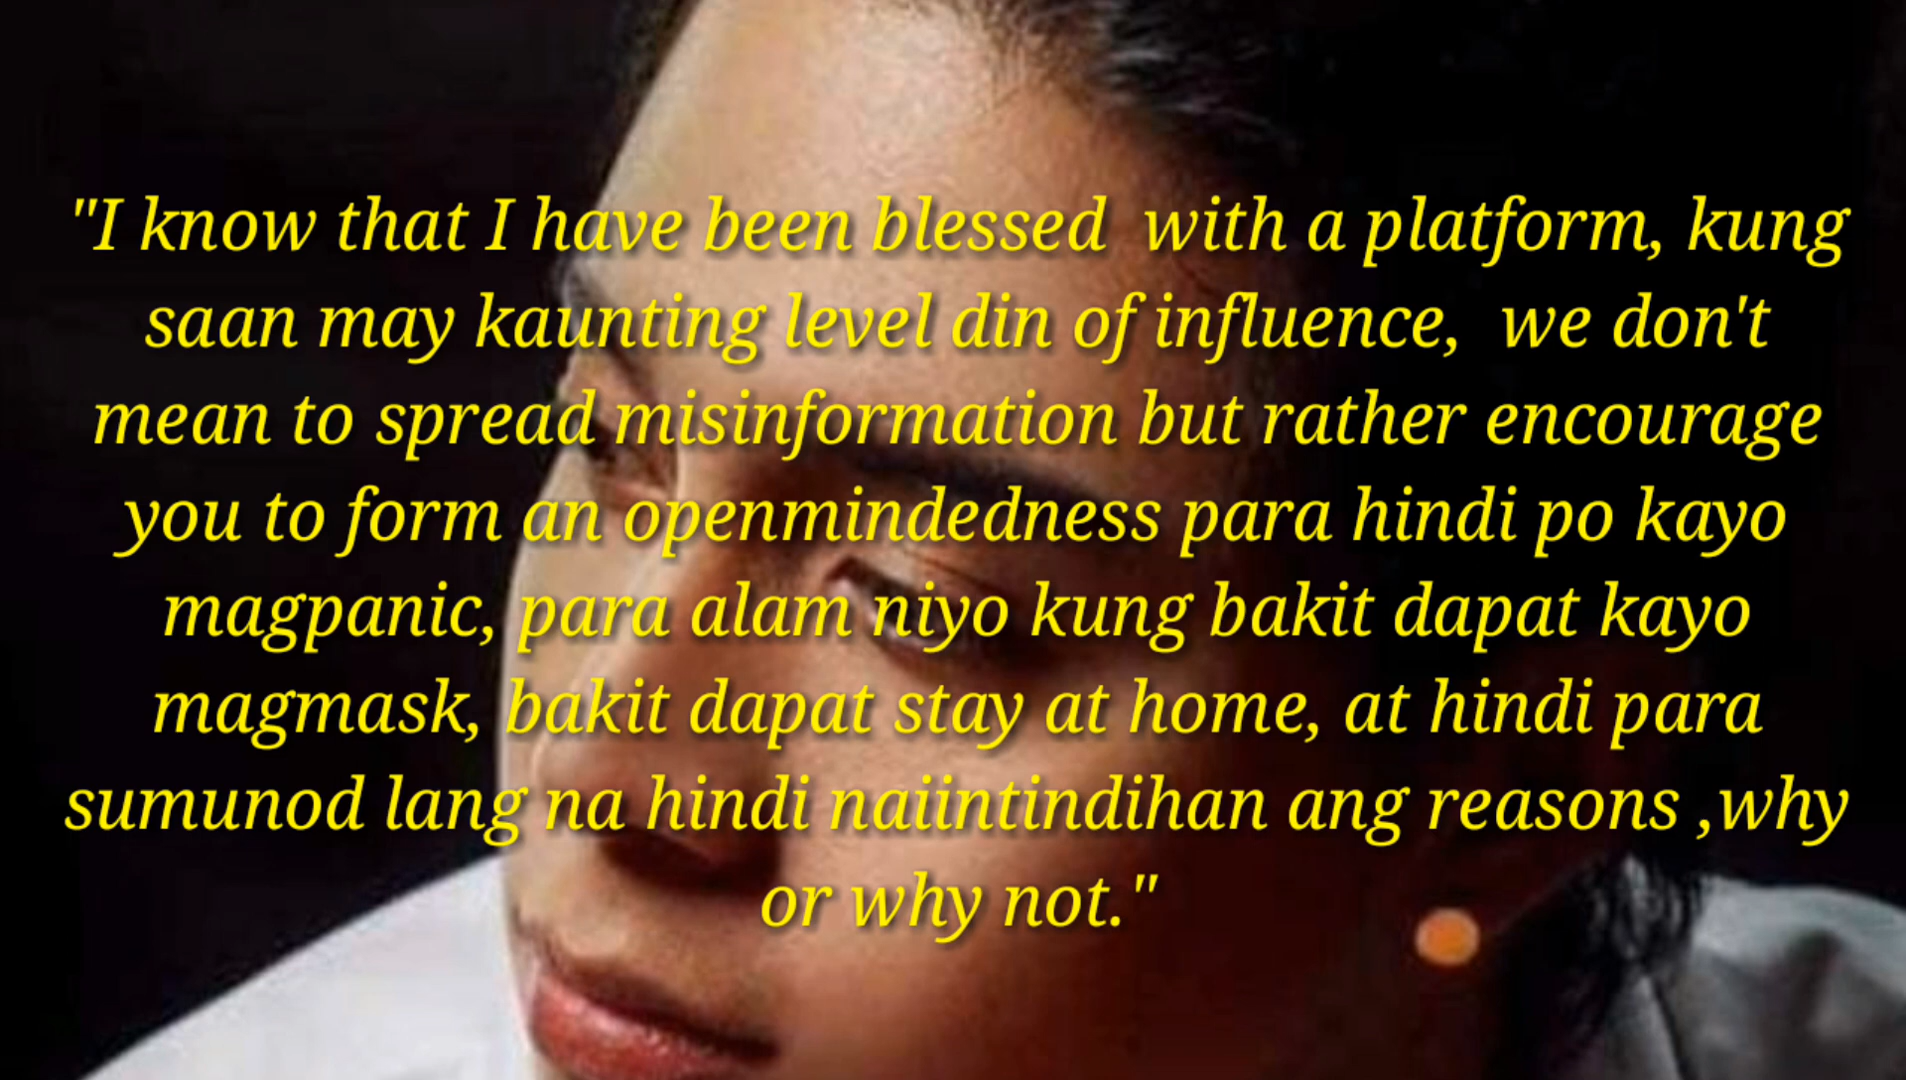 "I know that I have been blessed  with a platform, kung
saan may kaunting level din of influence,  we don't
mean to spread misinformation but rather encourage
you to form an openmindedness para hindi po kayo
magpanic, para alam niyo kung bakit dapat kayo
magmask, bakit dapat stay at home, at hindi para
sumunod lang na hindi naiintindihan ang reasons ,why
or why not."